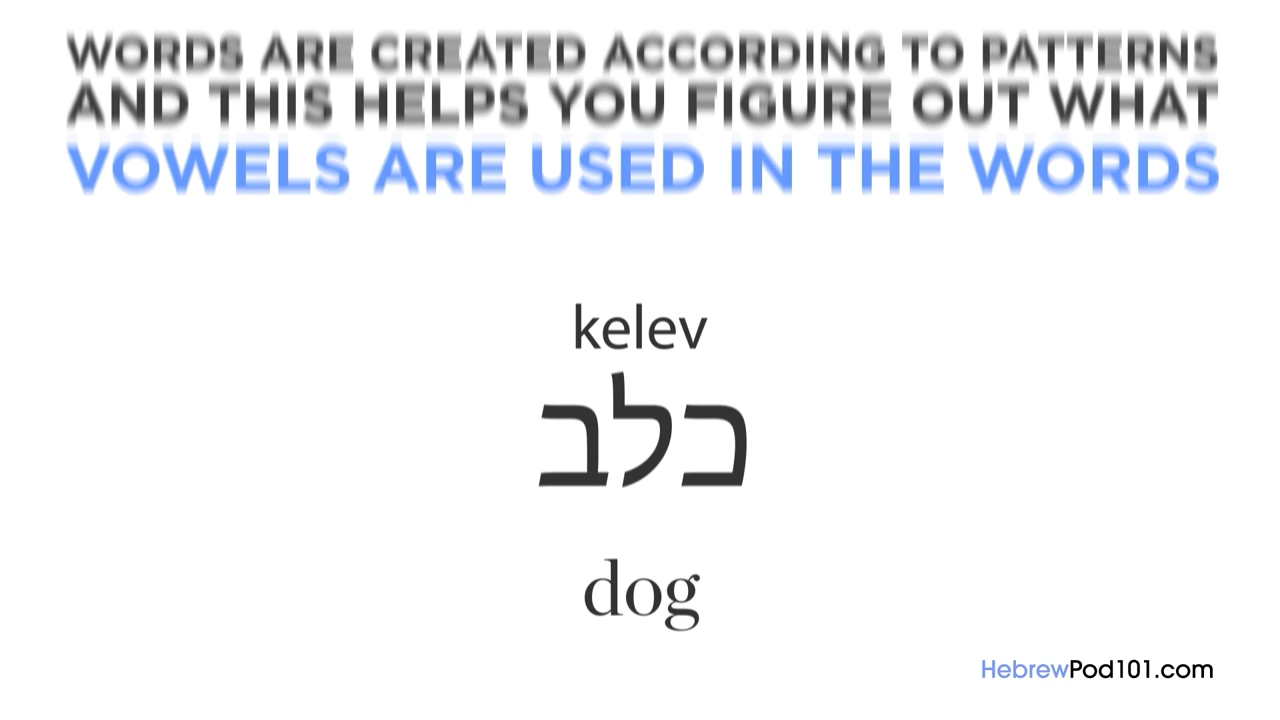 WORDS ARE CREATED ACCORDING TO PATTERNS
AND THIS HELPS YOU FIGURE OUT WHAT
VOWELS ARE USED IN THE WORDS
kelev
כלב
dog
HebrewPod101.com